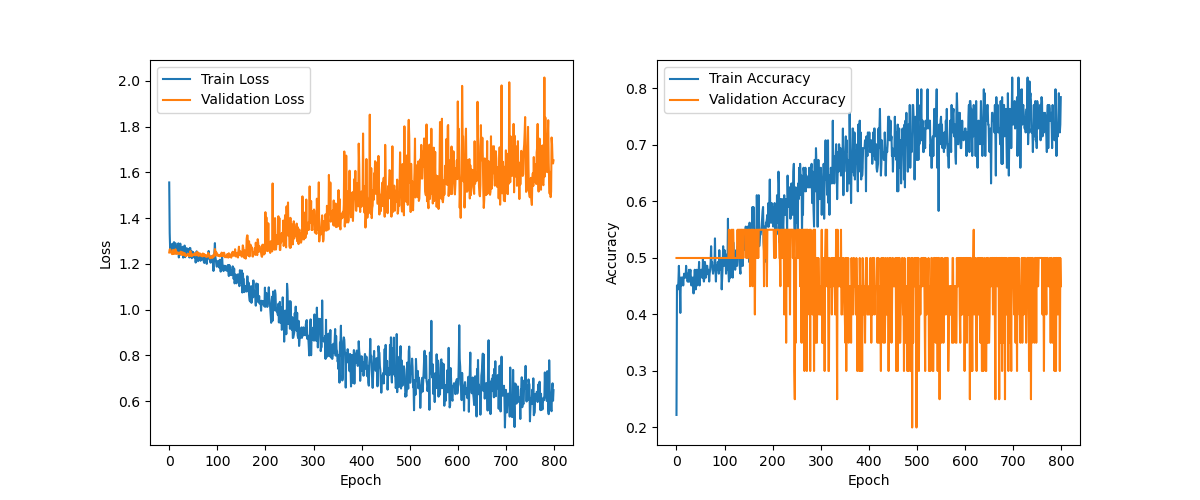 Train Loss
Validation Loss
2.0
1.8
1.6
1.4
1.2
1.0
0.8
0.6
Loss
0 100 200 300 400 500 600 700 800
Epoch
Train Accuracy
Validation Accuracy
0.8
0.7
0.6
0.5
0.4
0.3
0.2
Accuracy
0 100 200 300 400 500 600 700 800
Epoch